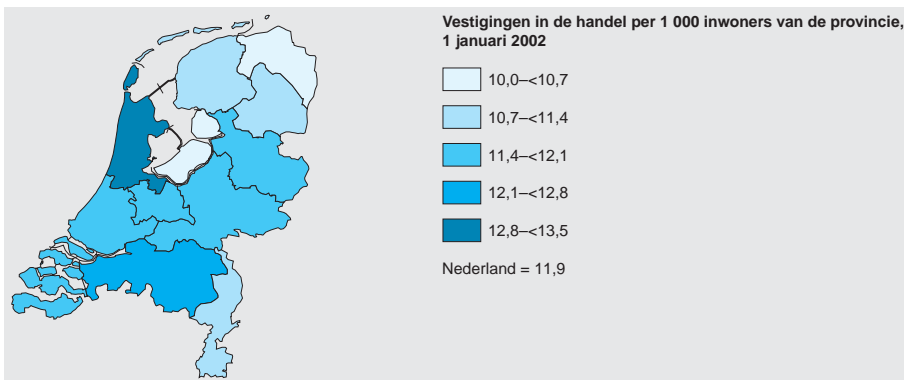 Vestigingen in de handel per 1 000 inwoners van de provincie,
1 januari 2002
10,0–<10,7
10,7–<11,4
11,4–<12,1
12,1–<12,8
12,8–<13,5
Nederland = 11,9